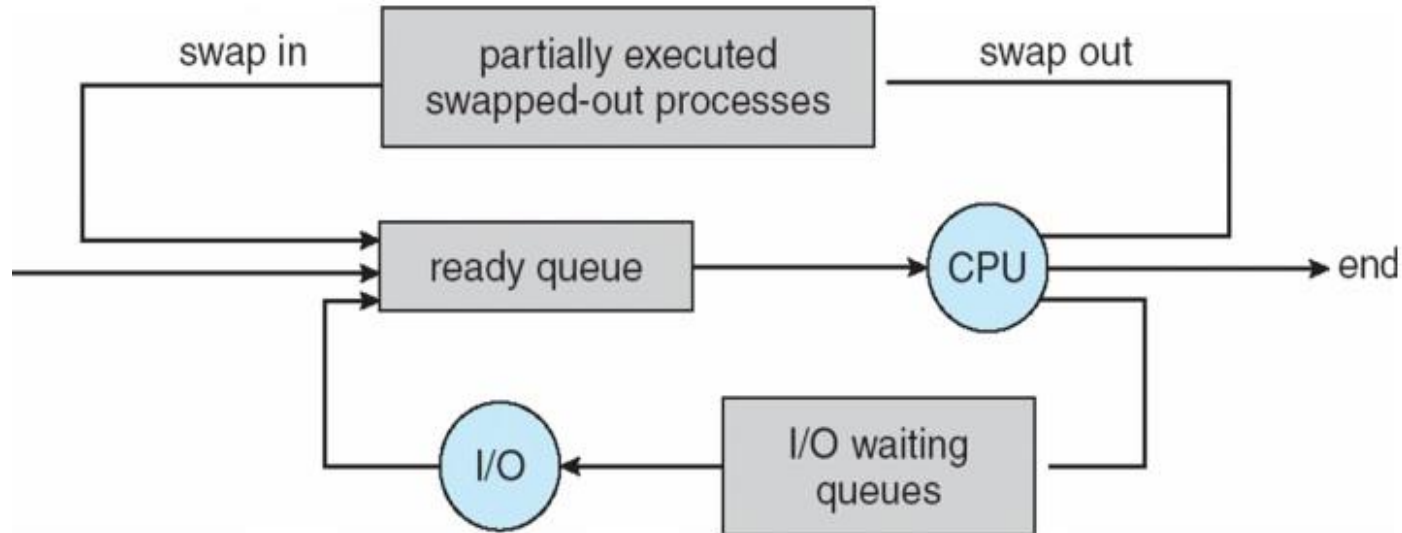 swap in
partially executed
swapped-out processes
swap out
ready queue
CPU
end
I/O
I/O waiting
queues